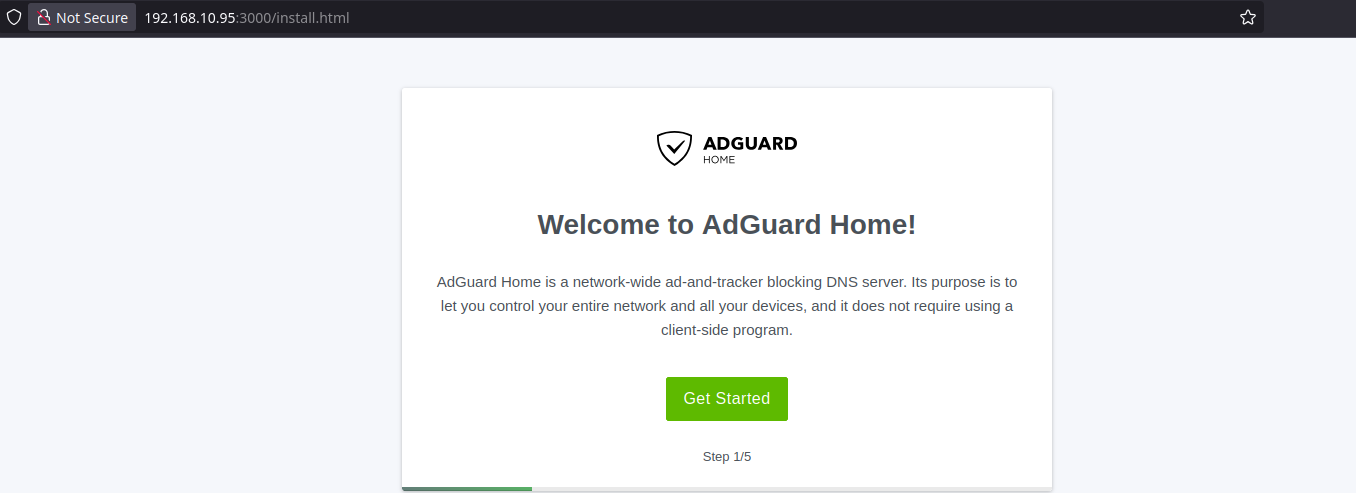 Not Secure 192.168.10.95:3000/install.html
ADGUARD
HOME
Welcome to AdGuard Home!
AdGuard Home is a network-wide ad-and-tracker blocking DNS server. Its purpose is to
let you control your entire network and all your devices, and it does not require using a
client-side program.
Get Started
Step 1/5